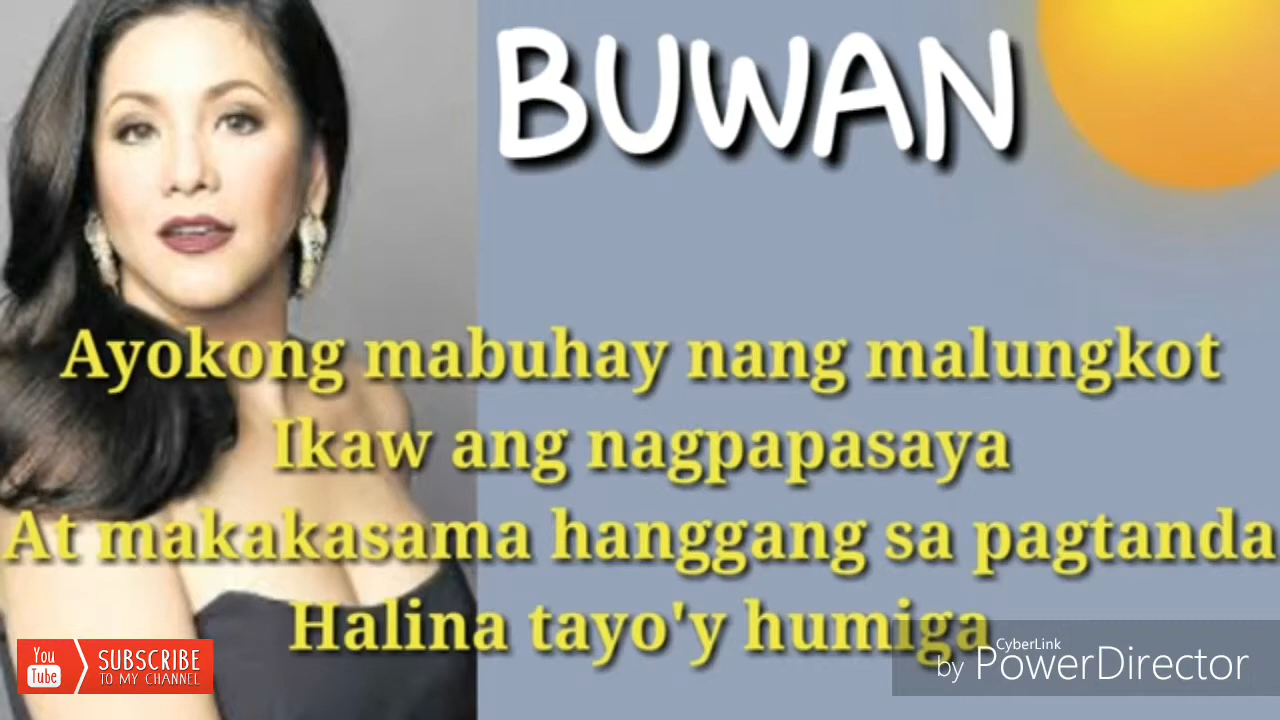 BUWAN
Ayokong mabuhay nang malungkot
Ikaw ang nagpapasaya
At makakasama hanggang sa pagtanda
Halina tayo'y humiga
You
Tube
SUBSCRIBE
TO MY CHANNEL
CyberLink
by PowerDirector